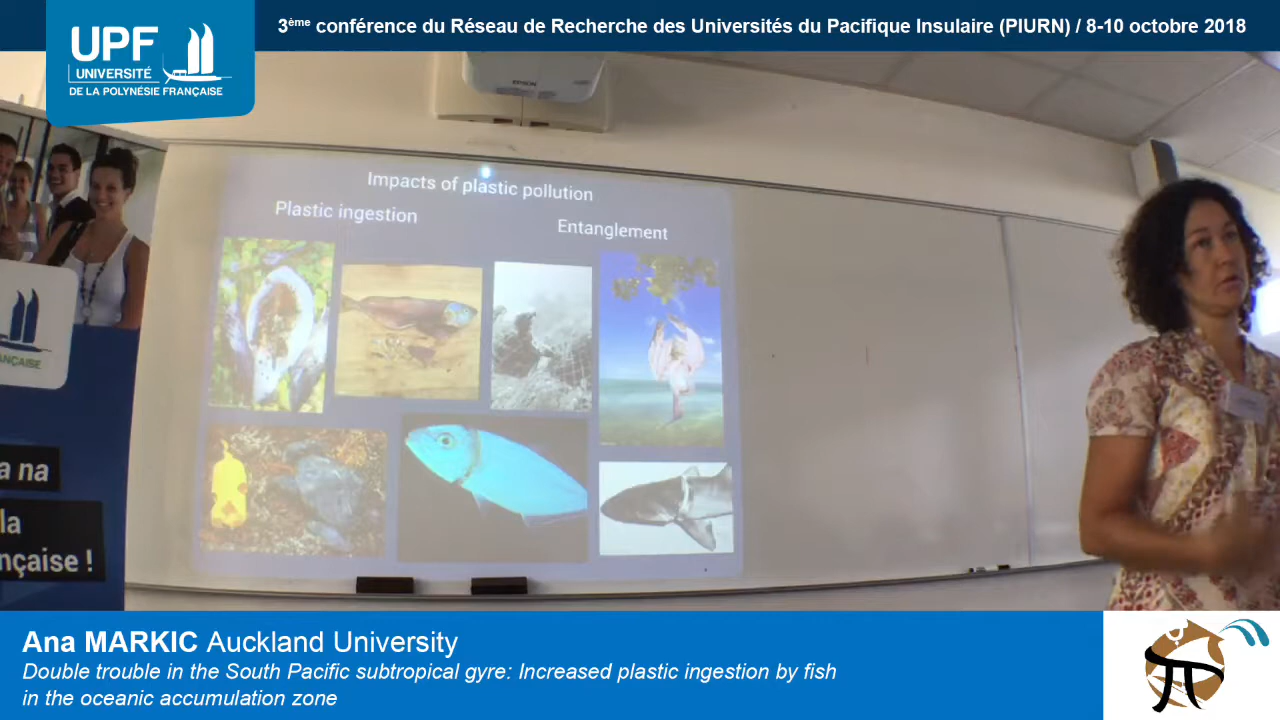 3ème conférence du Réseau de Recherche des Universités du Pacifique Insulaire (PIURN) / 8-10 octobre 2018
UPF
UNIVERSITÉ
DE LA POLYNÉSIE FRANÇAISE
EPSON
Impacts of plastic pollution
Plastic ingestion
Entanglement
ANÇAISE
a na
la
nçaise !
Ana MARKIC Auckland University
Double trouble in the South Pacific subtropical gyre: Increased plastic ingestion by fish
in the oceanic accumulation zone